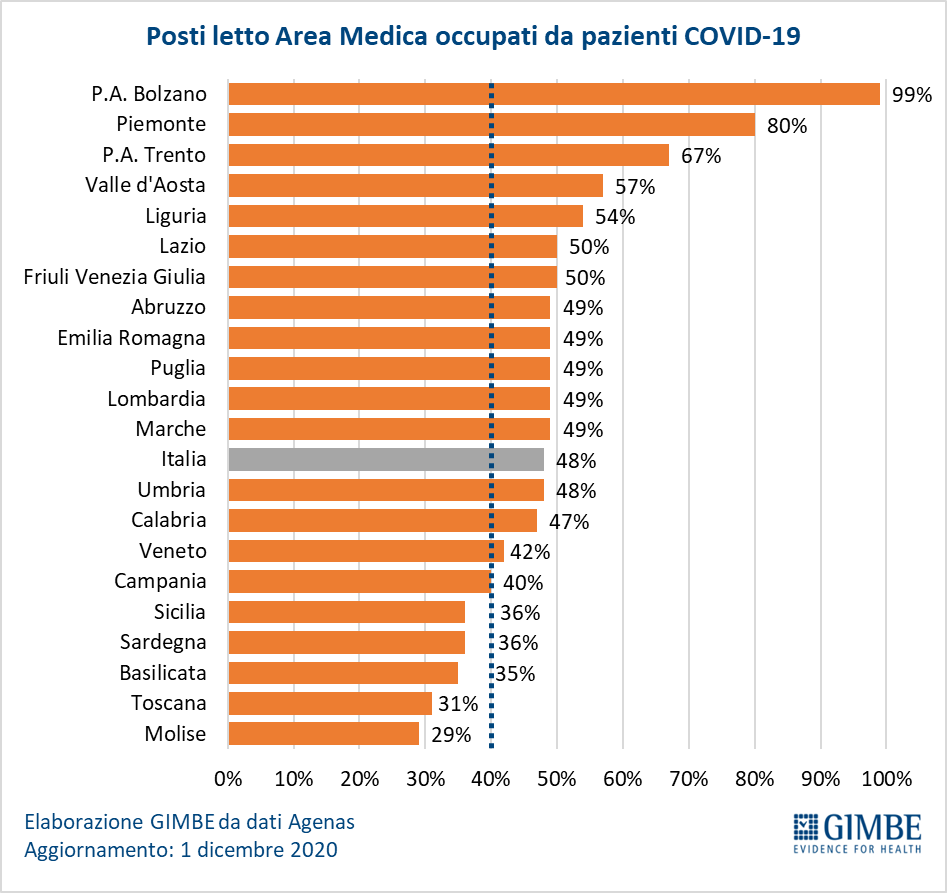 Posti letto Area Medica occupati da pazienti COVID-19
P.A. Bolzano 99%
Piemonte 80%
P.A. Trento 67%
Valle d'Aosta 57%
Liguria 54%
Lazio 50%
Friuli Venezia Giulia 50%
Abruzzo 49%
Emilia Romagna 49%
Puglia 49%
Lombardia 49%
Marche 49%
Italia 48%
Umbria 48%
Calabria 47%
Veneto 42%
Campania 40%
Sicilia 36%
Sardegna 36%
Basilicata 35%
Toscana 31%
Molise 29%
0% 10% 20% 30% 40% 50% 60% 70% 80% 90% 100%
Elaborazione GIMBE da dati Agenas
Aggiornamento: 1 dicembre 2020
GIMBE
EVIDENCE FOR HEALTH